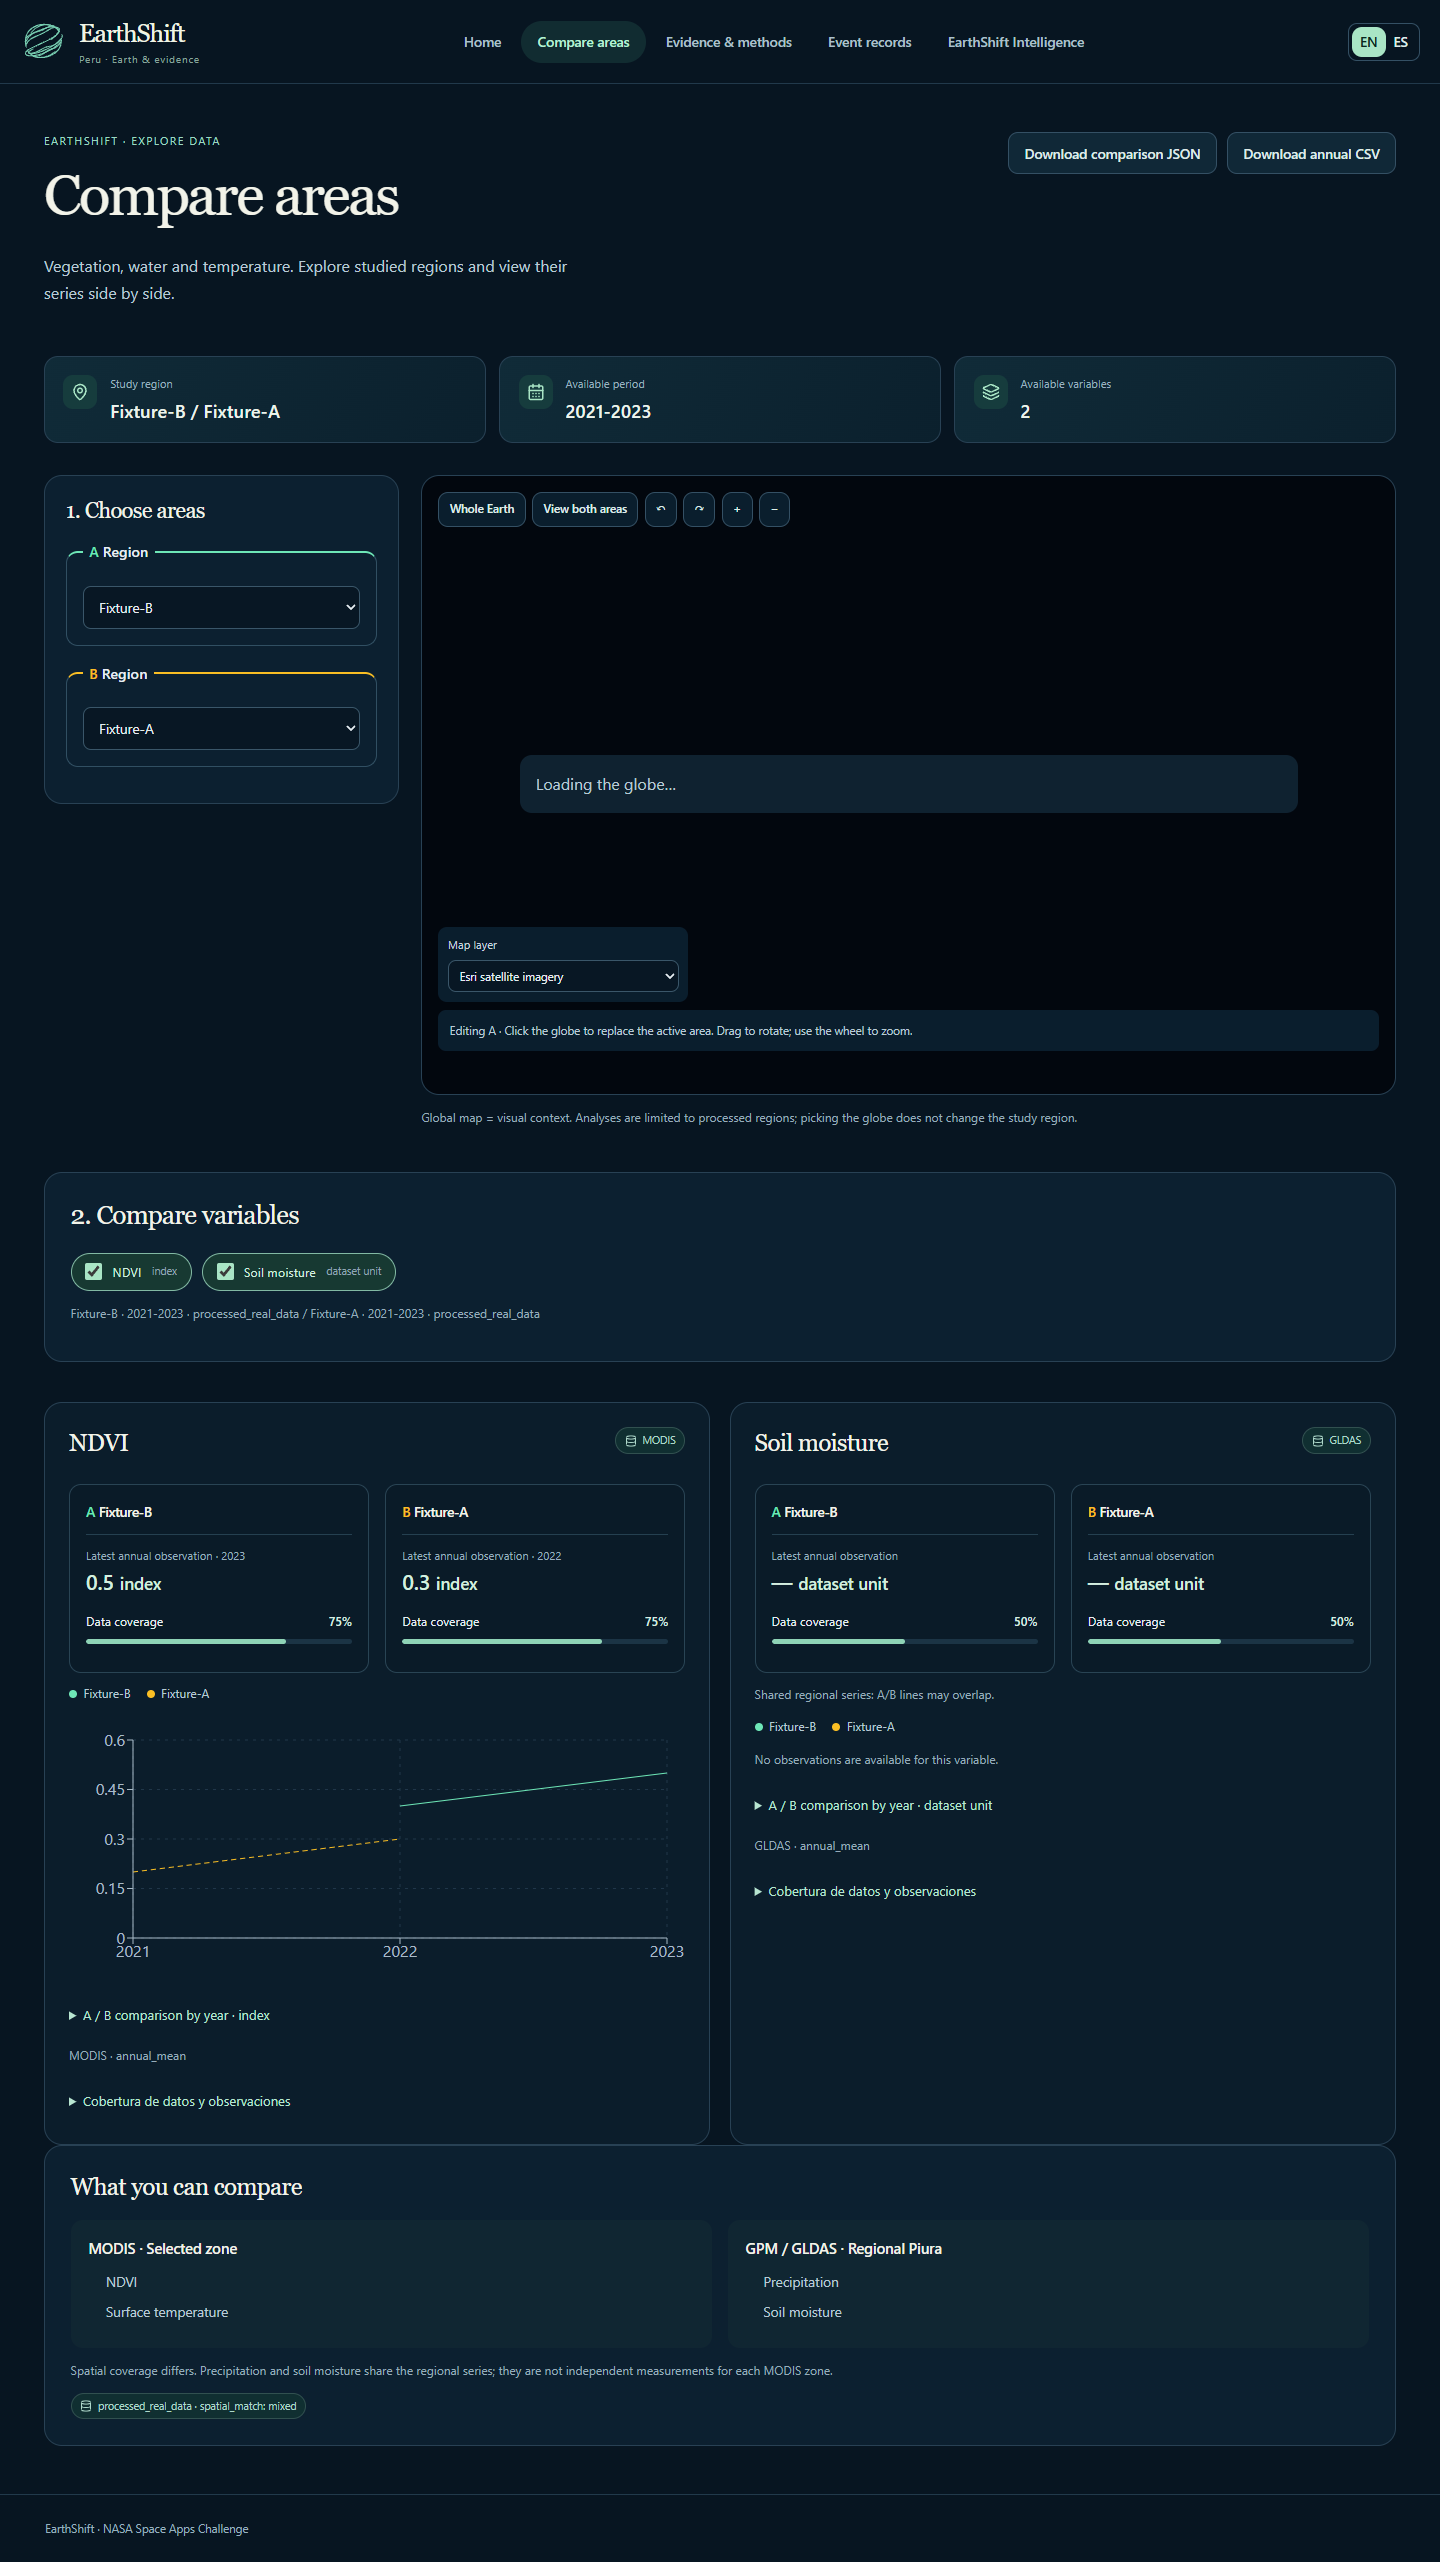 EarthShift
Peru · Earth & evidence
Home
Compare areas
Evidence & methods
Event records
EarthShift Intelligence
EN
ES
EARTHSHIFT · EXPLORE DATA
Compare areas
Download comparison JSON
Download annual CSV
Vegetation, water and temperature. Explore studied regions and view their
series side by side.
Study region
Fixture-B / Fixture-A
Available period
2021-2023
Available variables
2
1. Choose areas
A Region
Fixture-B
B Region
Fixture-A
Whole Earth
View both areas
↶
↷
+
−
Loading the globe...
Map layer
Esri satellite imagery
Editing A · Click the globe to replace the active area. Drag to rotate; use the wheel to zoom.
Global map = visual context. Analyses are limited to processed regions; picking the globe does not change the study region.
2. Compare variables
NDVI index
Soil moisture dataset unit
Fixture-B · 2021-2023 · processed_real_data / Fixture-A · 2021-2023 · processed_real_data
NDVI
MODIS
A Fixture-B
Latest annual observation · 2023
0.5 index
Data coverage 75%
B Fixture-A
Latest annual observation · 2022
0.3 index
Data coverage 75%
Fixture-B
Fixture-A
0.6
0.45
0.3
0.15
0
2021
2022
2023
A / B comparison by year · index
MODIS · annual_mean
Cobertura de datos y observaciones
Soil moisture
GLDAS
A Fixture-B
Latest annual observation
— dataset unit
Data coverage 50%
B Fixture-A
Latest annual observation
— dataset unit
Data coverage 50%
Shared regional series: A/B lines may overlap.
Fixture-B
Fixture-A
No observations are available for this variable.
A / B comparison by year · dataset unit
GLDAS · annual_mean
Cobertura de datos y observaciones
What you can compare
MODIS · Selected zone
NDVI
Surface temperature
GPM / GLDAS · Regional Piura
Precipitation
Soil moisture
Spatial coverage differs. Precipitation and soil moisture share the regional series; they are not independent measurements for each MODIS zone.
processed_real_data · spatial_match: mixed
EarthShift · NASA Space Apps Challenge